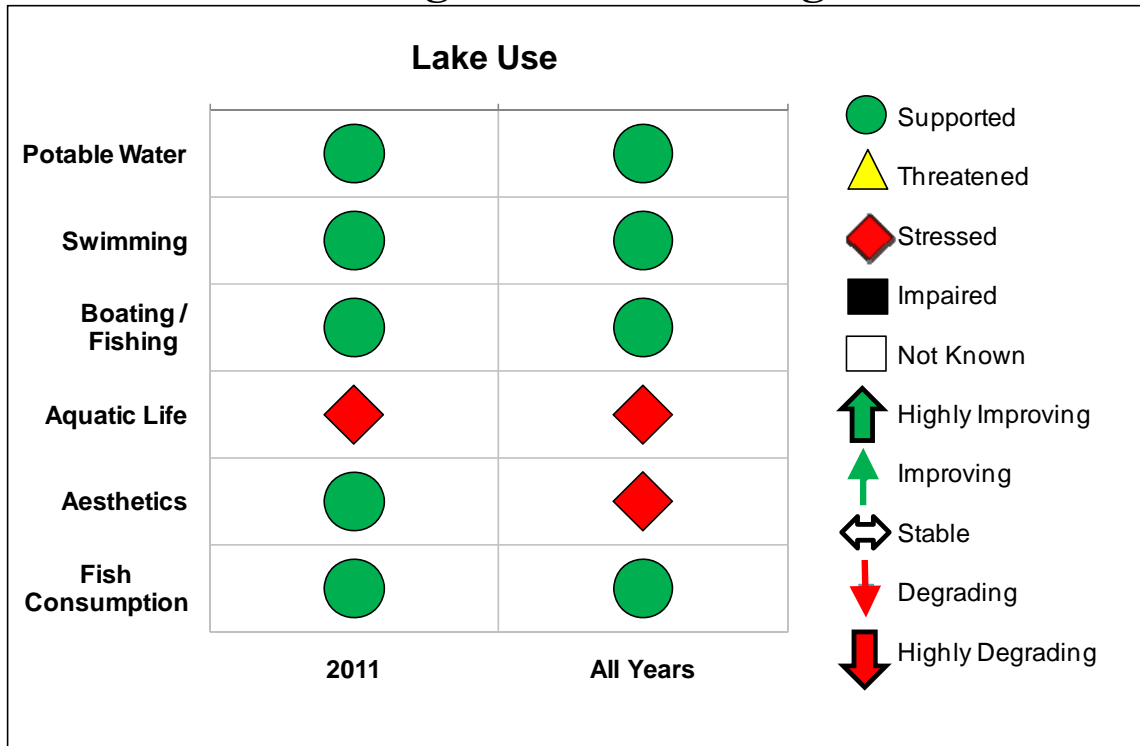 Lake Use
Potable Water
Swimming
Boating /
Fishing
Aquatic Life
Aesthetics
Fish
Consumption
2011
All Years
Supported
Threatened
Stressed
Impaired
Not Known
Highly Improving
Improving
Stable
Degrading
Highly Degrading